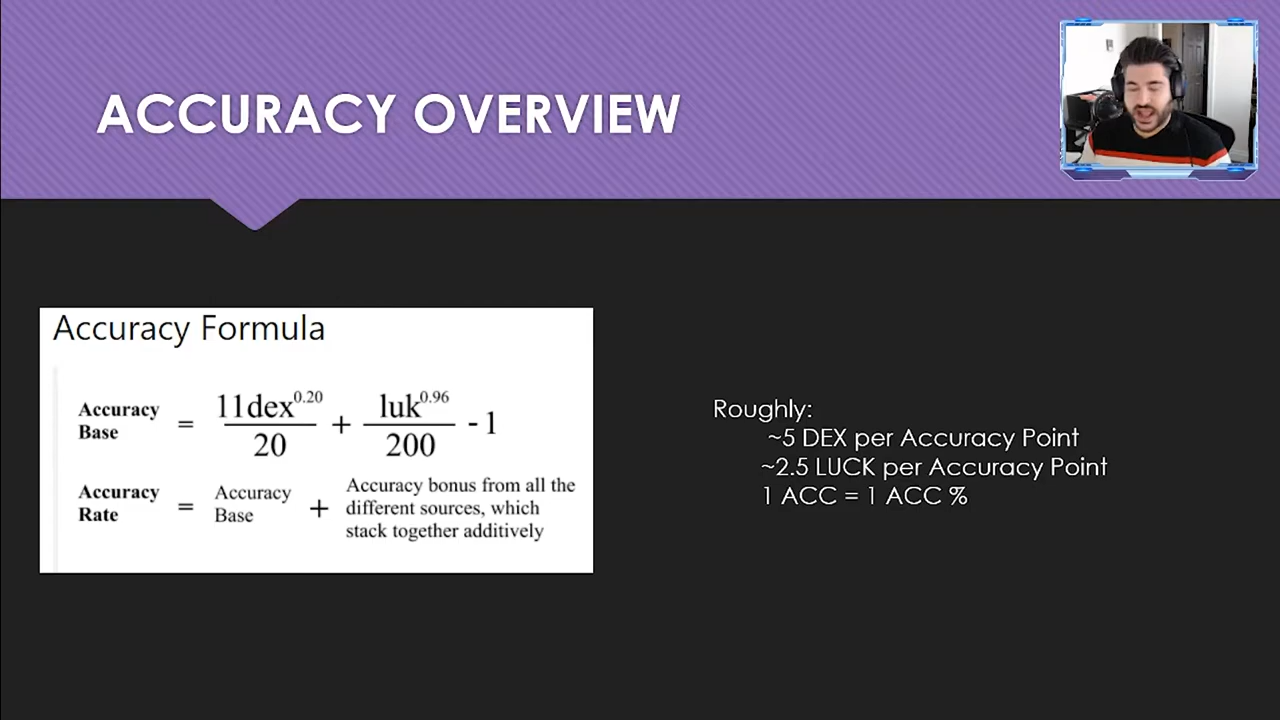 ACCURACY OVERVIEW
Accuracy Formula
Accuracy Base = 11dex^0.20 / 20 + luk^0.96 / 200 - 1
Accuracy Rate = Accuracy Base + Accuracy bonus from all the different sources, which stack together additively
Roughly:
~5 DEX per Accuracy Point
~2.5 LUCK per Accuracy Point
1 ACC = 1 ACC %